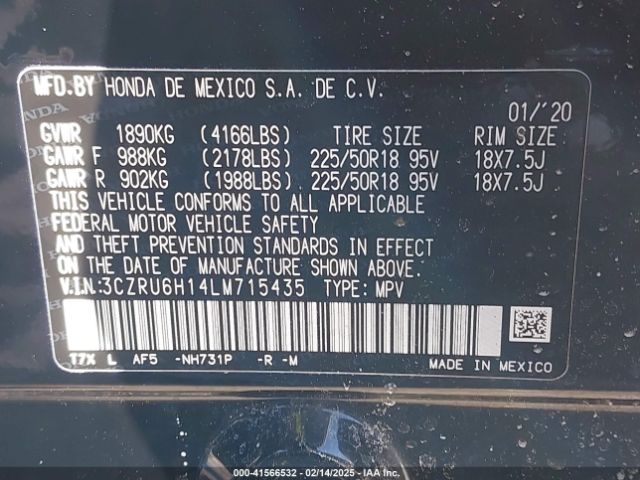 MFD.BY HONDA DE MEXICO S.A. DE C.V.
01/'20
GVWR 1890KG (4166LBS) TIRE SIZE RIM SIZE
GAWR F 988KG (2178LBS) 225/50R18 95V 18X7.5J
GAWR R 902KG (1988LBS) 225/50R18 95V 18X7.5J
THIS VEHICLE CONFORMS TO ALL APPLICABLE
FEDERAL MOTOR VEHICLE SAFETY
AND THEFT PREVENTION STANDARDS IN EFFECT
ON THE DATE OF MANUFACTURE SHOWN ABOVE.
V.I.N:3CZRU6H14LM715435 TYPE: MPV
T7X L AF5 -NH731P -R -M
MADE IN MEXICO
000-41566532 - 02/14/2025 - IAA Inc.